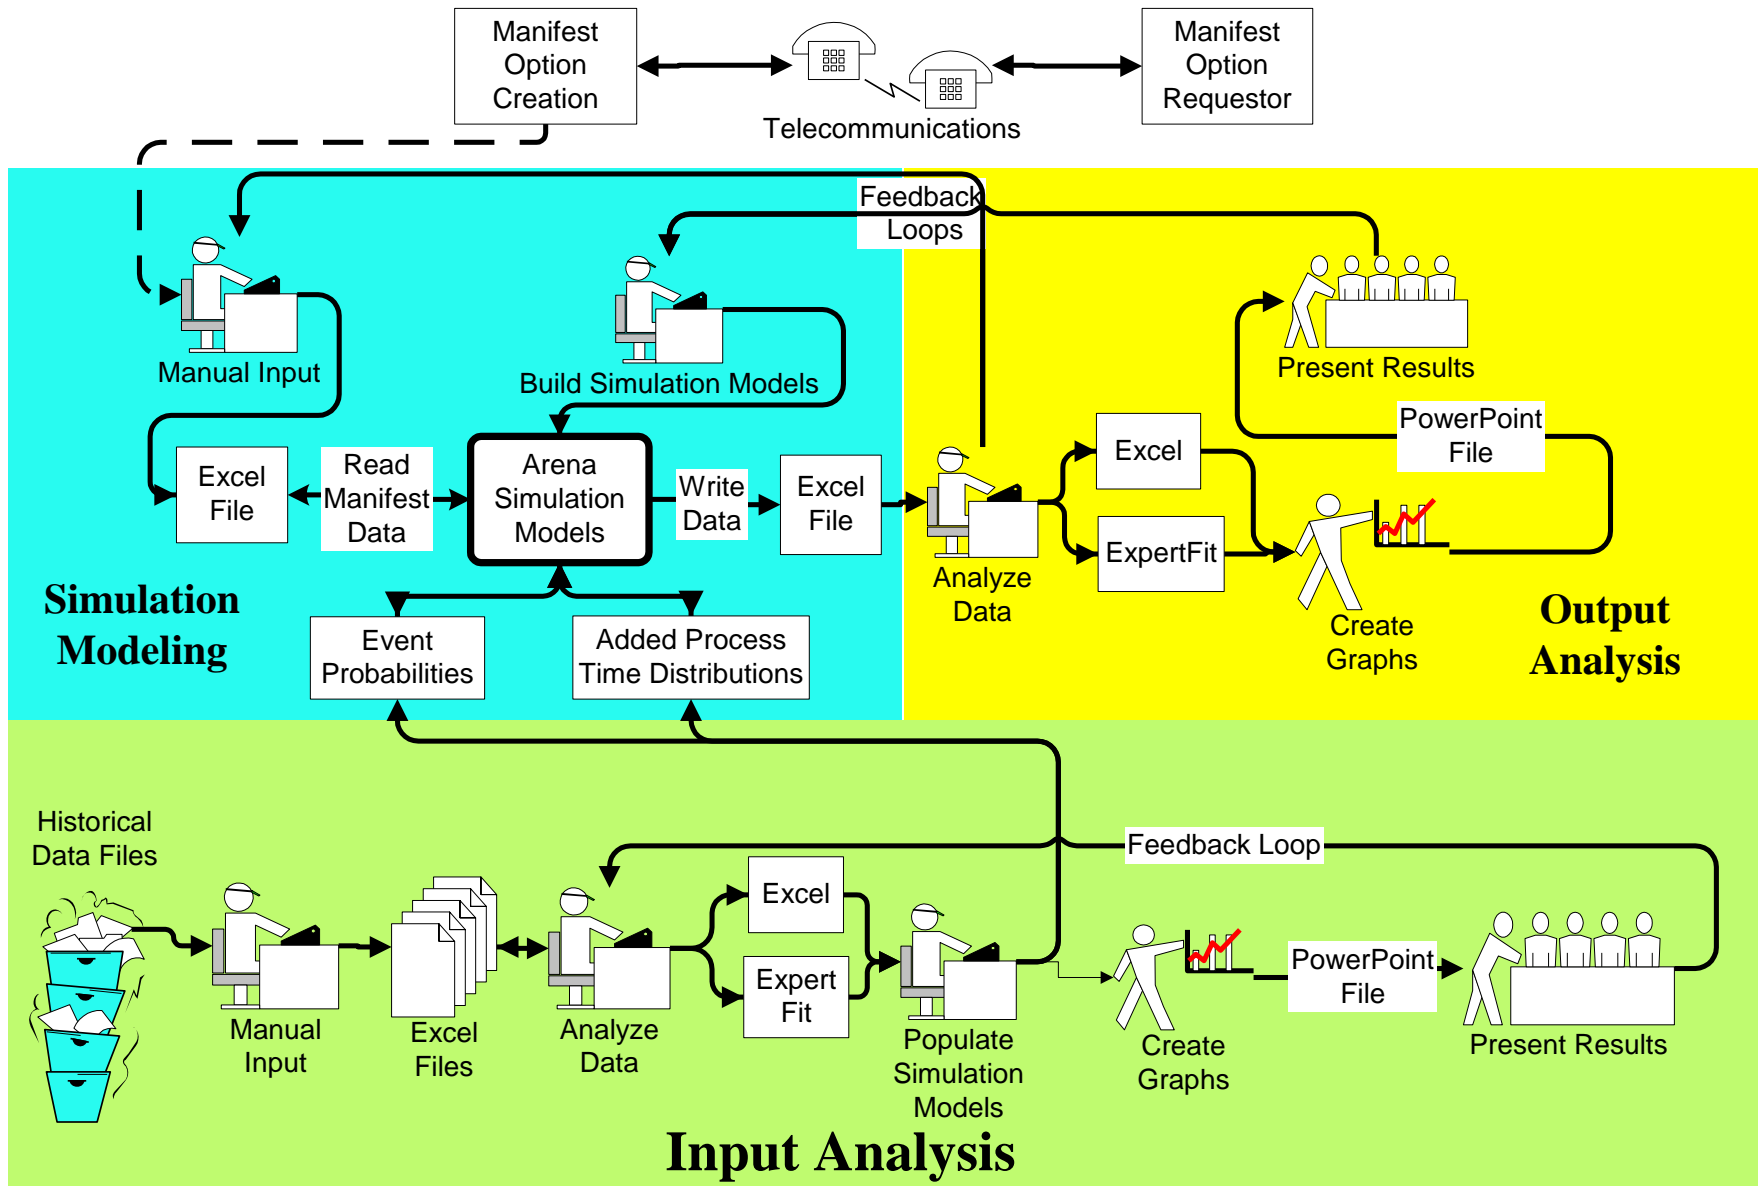 Manifest
Option
Creation
Telecommunications
Manifest
Option
Requestor
Feedback
Loops
Manual Input
Build Simulation Models
Present Results
Excel
File
Read
Manifest
Data
Arena
Simulation
Models
Write
Data
Excel
File
Analyze
Data
Excel
ExpertFit
PowerPoint
File
Create
Graphs
Simulation
Modeling
Event
Probabilities
Added Process
Time Distributions
Output
Analysis
Historical
Data Files
Manual
Input
Excel
Files
Analyze
Data
Excel
Expert
Fit
Populate
Simulation
Models
Feedback Loop
Create
Graphs
PowerPoint
File
Present Results
Input Analysis